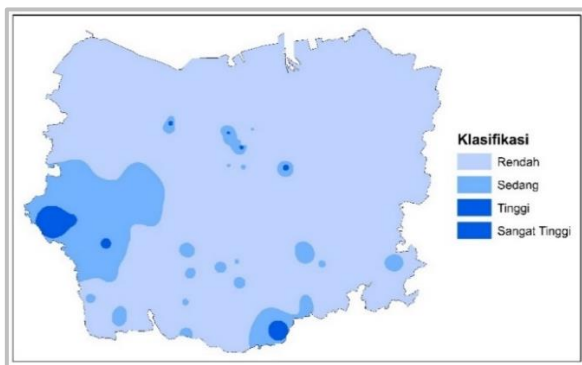 Klasifikasi
Rendah
Sedang
Tinggi
Sangat Tinggi